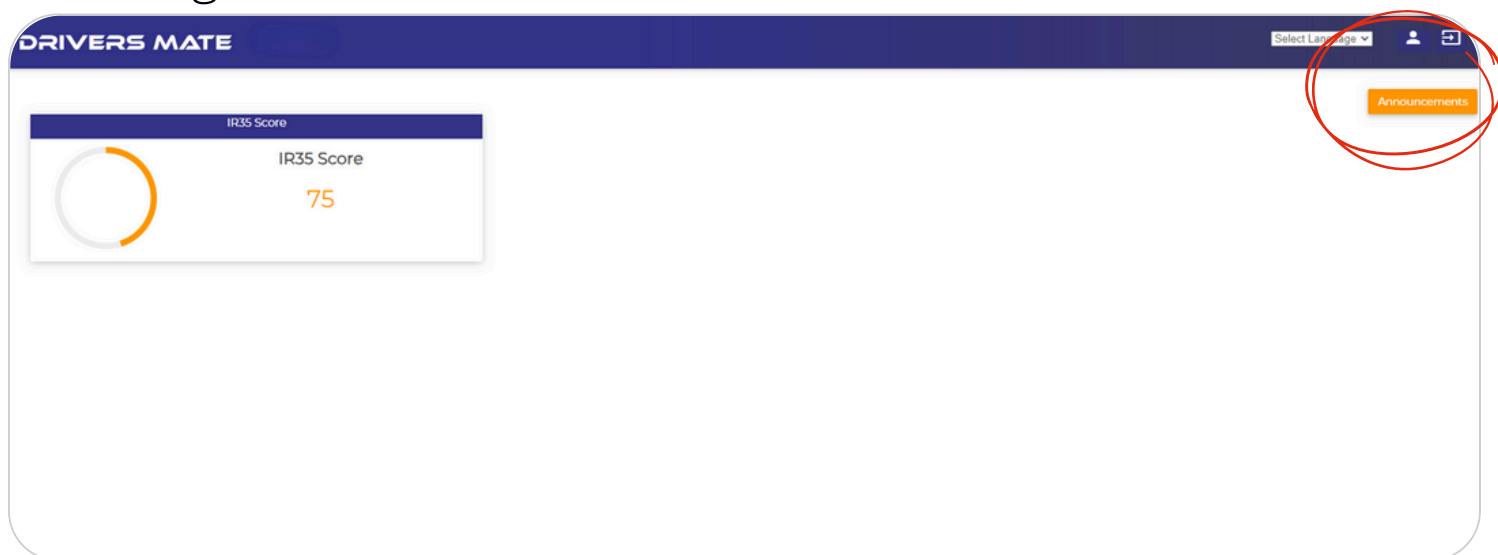 DRIVERS MATE
Select Language
Announcements
IR35 Score
IR35 Score
75